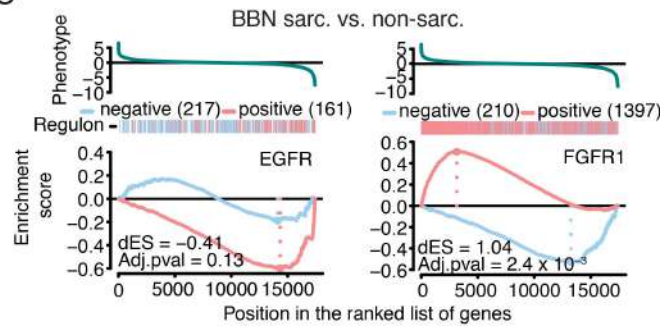 BBN sarc. vs. non-sarc.
Phenotype
5
0
−5
−10
5
0
−5
−10
negative (217) positive (161)
negative (210) positive (1397)
Regulon
Enrichment score
0.4
0.2
0.0
−0.2
−0.4
−0.6
EGFR
dES = −0.41
Adj.pval = 0.13
0 5000 10000 15000
0.6
0.4
0.2
0.0
−0.2
−0.4
−0.6
FGFR1
dES = 1.04
Adj.pval = 2.4 x 10⁻³
0 5000 10000 15000
Position in the ranked list of genes